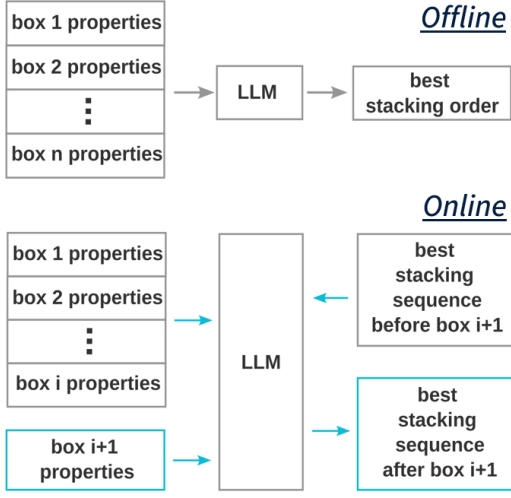 Offline
box 1 properties
box 2 properties
⋮
box n properties
LLM
best
stacking order
Online
box 1 properties
box 2 properties
⋮
box i properties
box i+1
properties
LLM
best
stacking
sequence
before box i+1
best
stacking
sequence
after box i+1